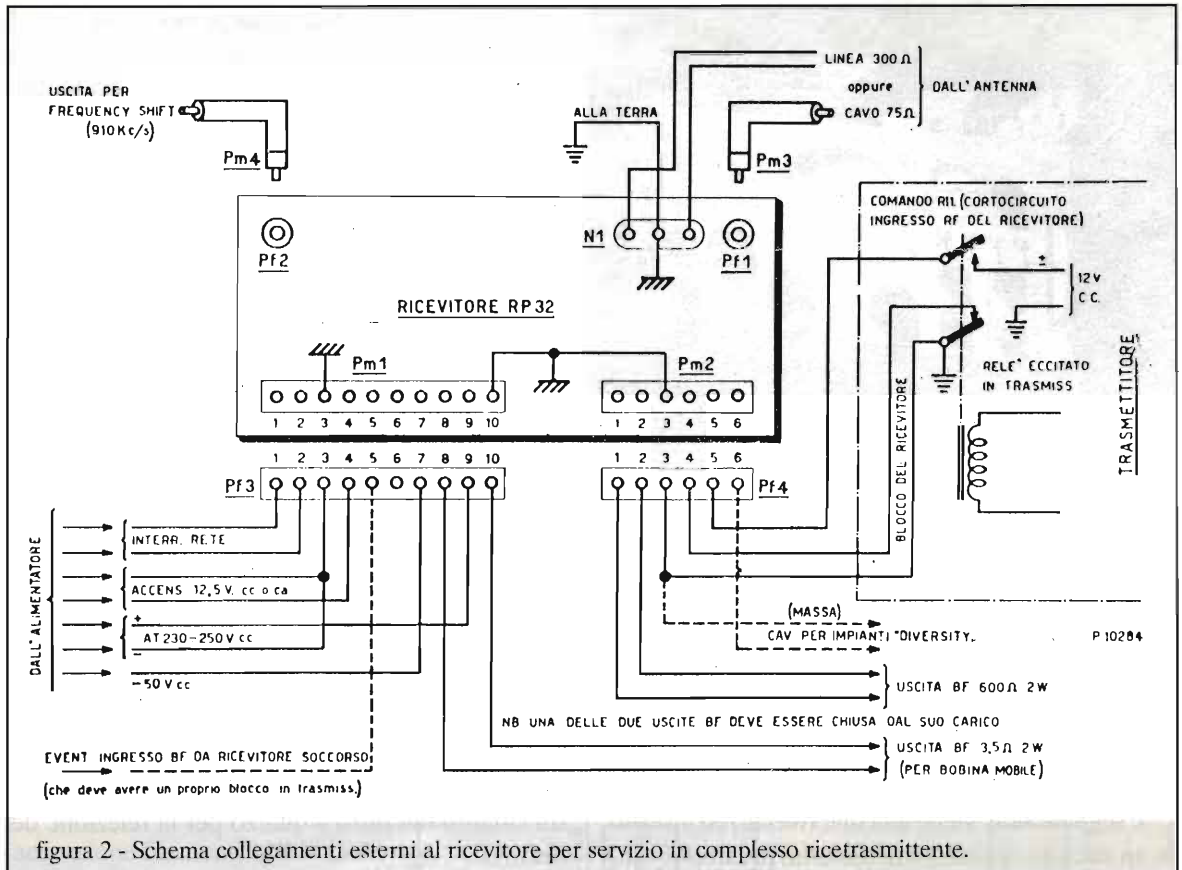 USCITA PER
FREQUENCY SHIFT
(910Kc/s)
Pm4
ALLA TERRA
LINEA 300Ω
oppure
CAVO 75Ω
DALL'ANTENNA
Pm3
Pf2
N1
Pf1
RICEVITORE RP32
COMANDO RIL (CORTOCIRCUITO
INGRESSO RF DEL RICEVITORE)
±
12V
C.C.
RELE' ECCITATO
IN TRASMISS
TRASMETTITORE
BLOCCO DEL RICEVITORE
Pm1
Pm2
1 2 3 4 5 6 7 8 9 10
1 2 3 4 5 6
1 2 3 4 5 6 7 8 9 10
1 2 3 4 5 6
Pf3
Pf4
DALL'ALIMENTATORE
INTERR. RETE
ACCENS 12,5V. cc o ca
+
AT 230-250V cc
-
-50Vcc
(MASSA)
CAV PER IMPIANTI "DIVERSITY„
P 10284
USCITA BF 600Ω 2W
NB UNA DELLE DUE USCITE BF DEVE ESSERE CHIUSA DAL SUO CARICO
USCITA BF 3,5Ω 2W
(PER BOBINA MOBILE)
EVENT INGRESSO BF DA RICEVITORE SOCCORSO
(che deve avere un proprio blocco in trasmiss.)
figura 2 - Schema collegamenti esterni al ricevitore per servizio in complesso ricetrasmittente.